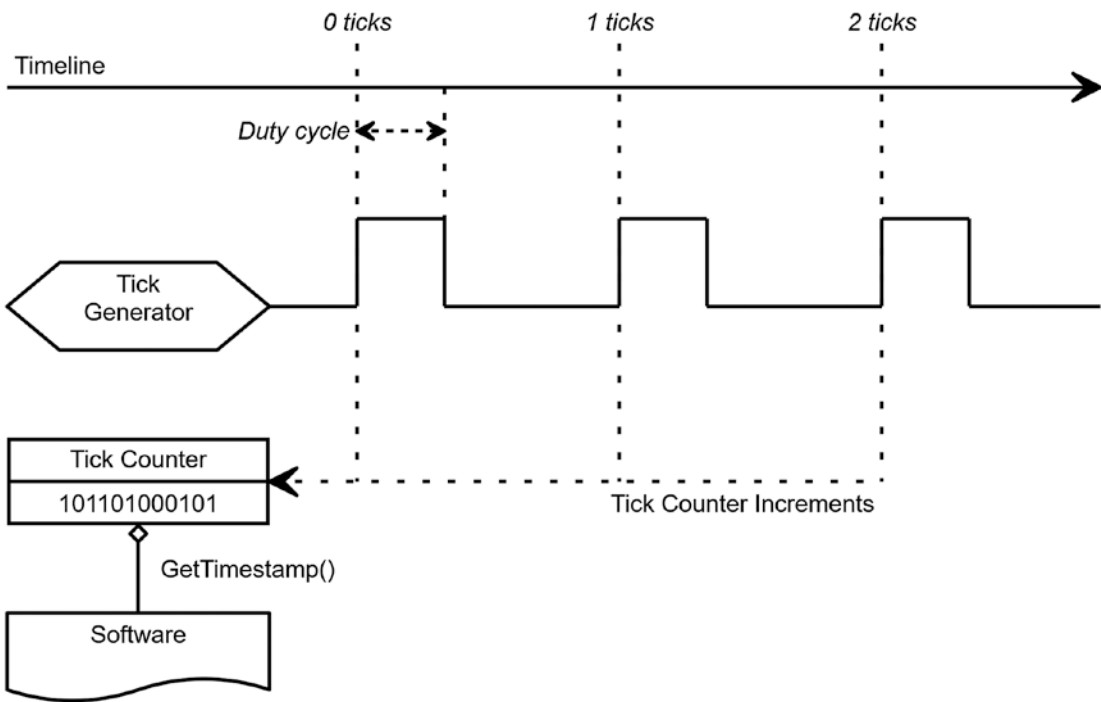 0 ticks
1 ticks
2 ticks
Timeline
Duty cycle
Tick
Generator
Tick Counter
101101000101
Tick Counter Increments
GetTimestamp()
Software